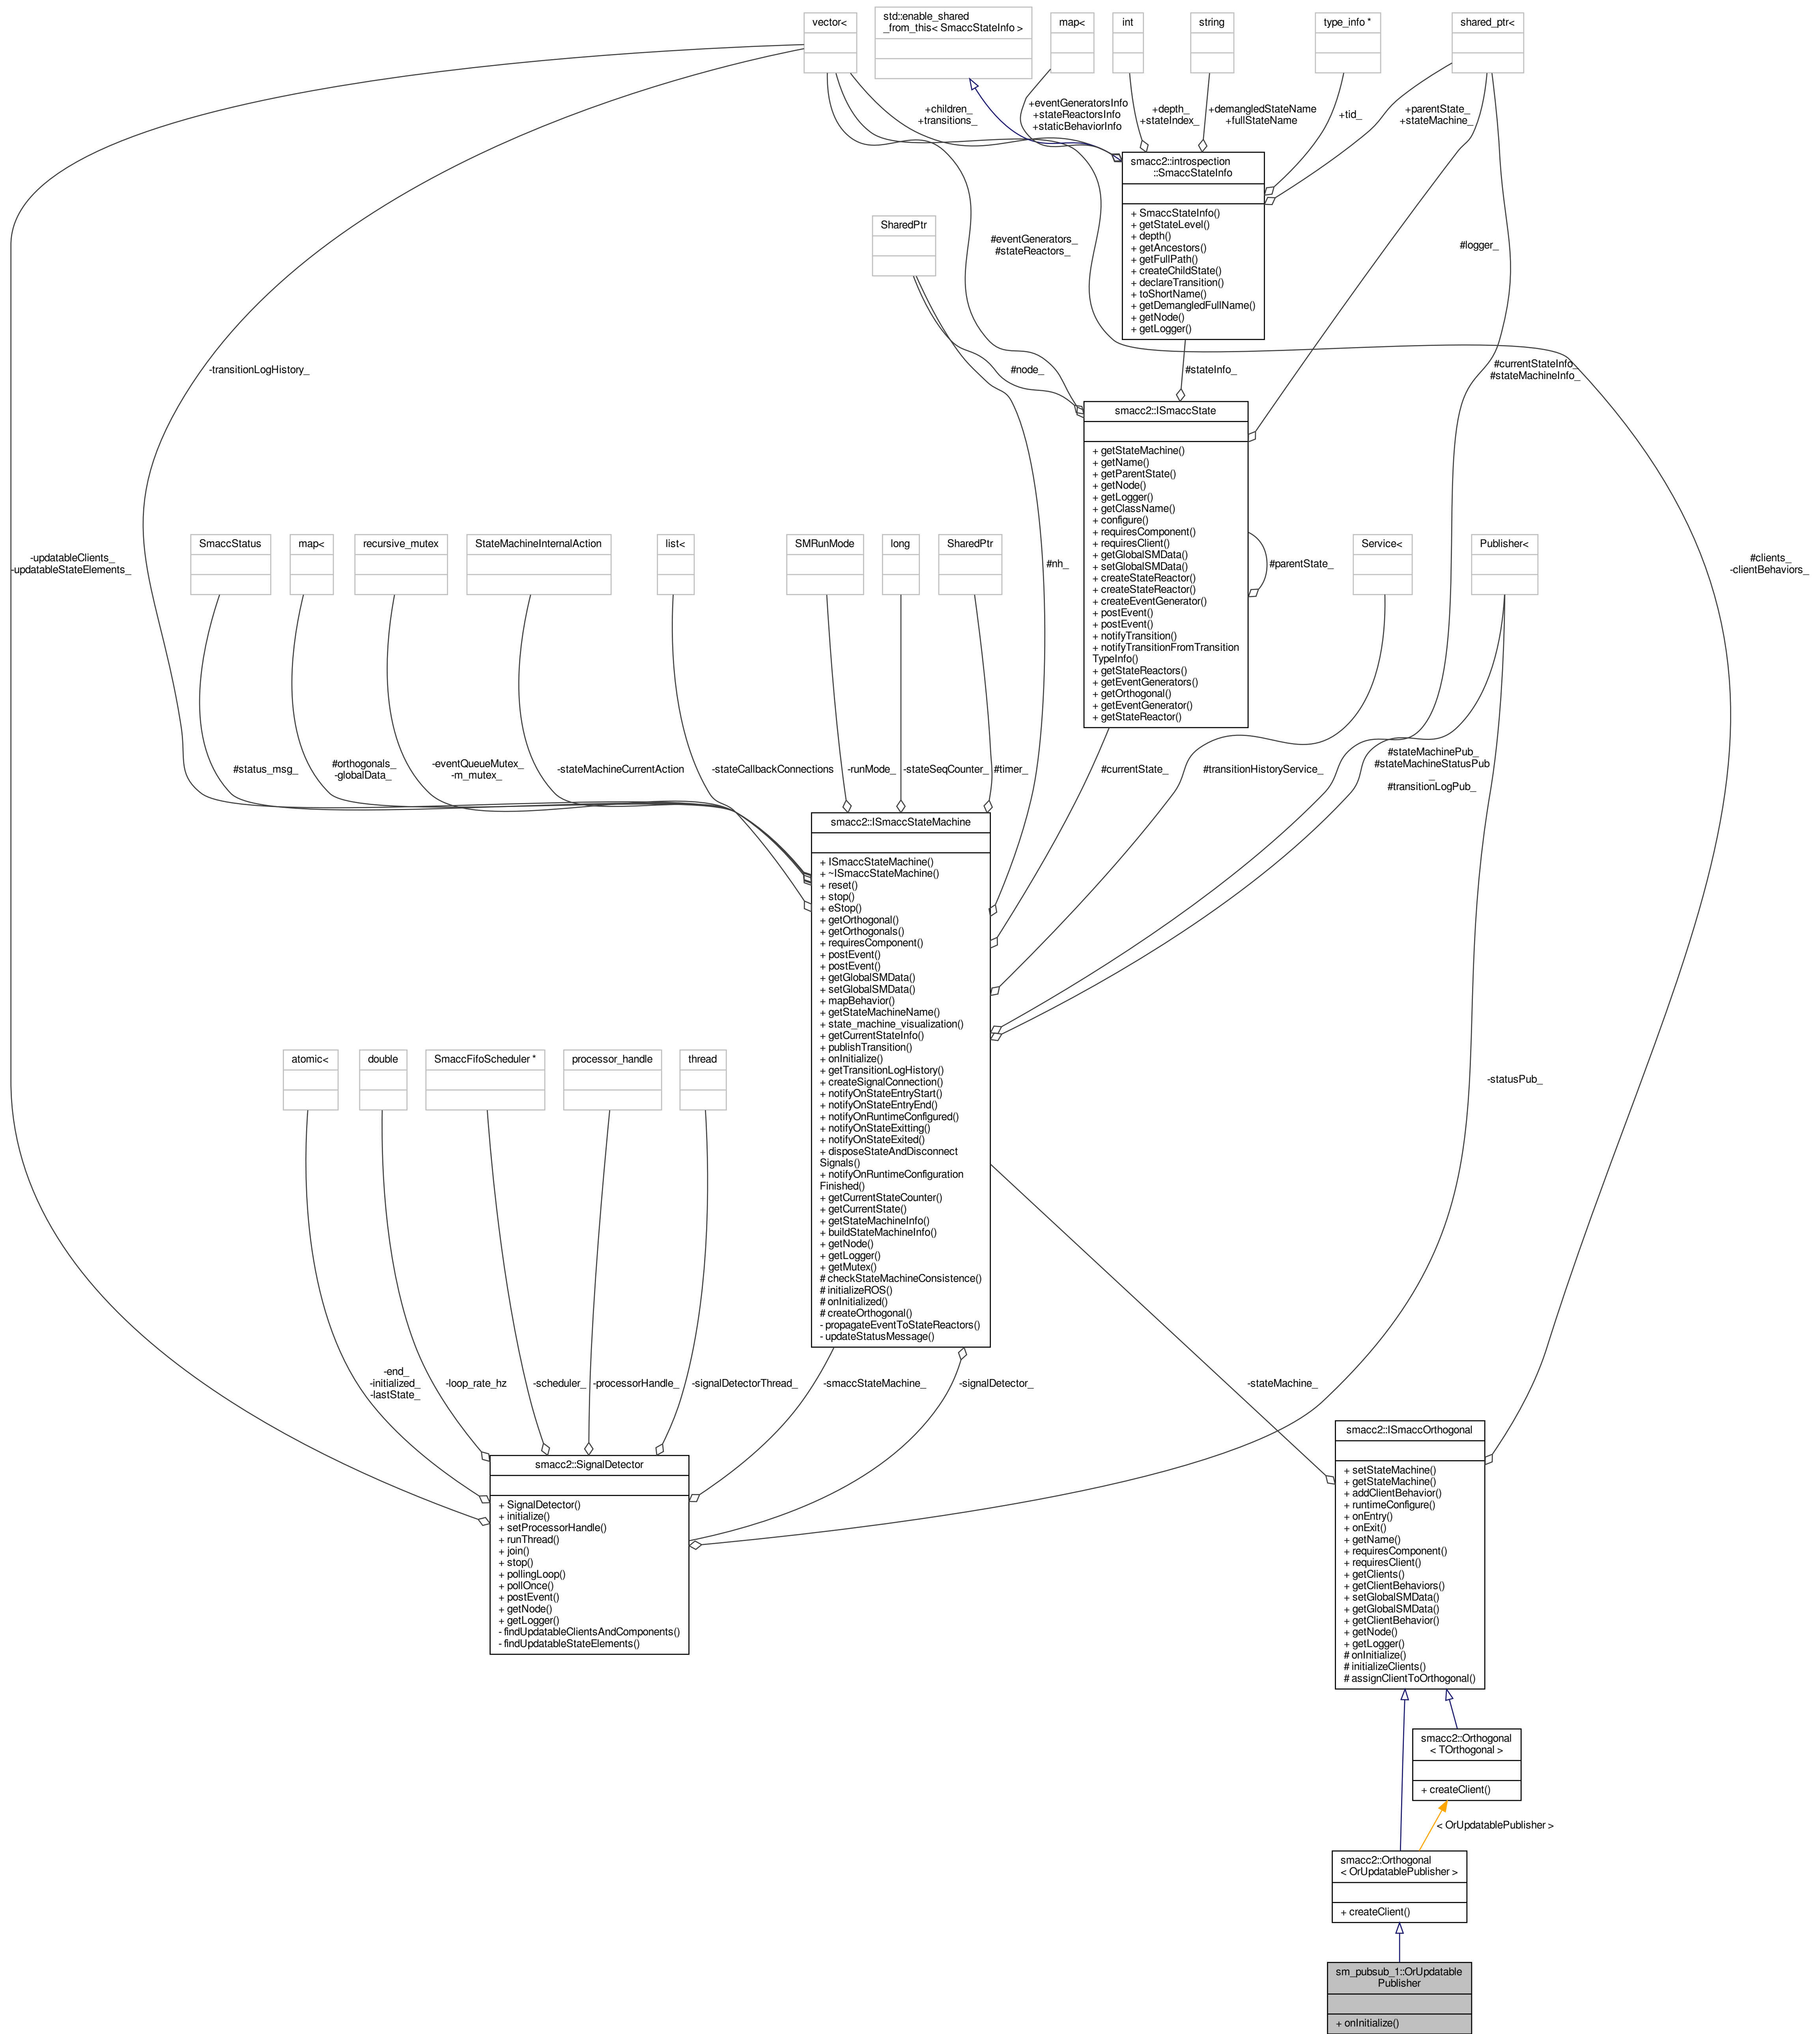 vector<
std::enable_shared
_from_this< SmaccStateInfo >
map<
int
string
type_info *
shared_ptr<
+children_
+transitions_
+eventGeneratorsInfo
+stateReactorsInfo
+staticBehaviorInfo
+depth_
+stateIndex_
+demangledStateName
+fullStateName
+tid_
+parentState_
+stateMachine_
smacc2::introspection
::SmaccStateInfo
+ SmaccStateInfo()
+ getStateLevel()
+ depth()
+ getAncestors()
+ getFullPath()
+ createChildState()
+ declareTransition()
+ toShortName()
+ getDemangledFullName()
+ getNode()
+ getLogger()
SharedPtr
#eventGenerators_
#stateReactors_
#logger_
-transitionLogHistory_
#node_
#stateInfo_
#currentStateInfo_
#stateMachineInfo_
smacc2::ISmaccState
+ getStateMachine()
+ getName()
+ getParentState()
+ getNode()
+ getLogger()
+ getClassName()
+ configure()
+ requiresComponent()
+ requiresClient()
+ getGlobalSMData()
+ setGlobalSMData()
+ createStateReactor()
+ createStateReactor()
+ createEventGenerator()
+ postEvent()
+ postEvent()
+ notifyTransition()
+ notifyTransitionFromTransition
TypeInfo()
+ getStateReactors()
+ getEventGenerators()
+ getOrthogonal()
+ getEventGenerator()
+ getStateReactor()
#parentState_
-updatableClients_
-updatableStateElements_
SmaccStatus
map<
recursive_mutex
StateMachineInternalAction
list<
SMRunMode
long
SharedPtr
#nh_
Service<
Publisher<
#clients_
-clientBehaviors_
#status_msg_
#orthogonals_
-globalData_
-eventQueueMutex_
-m_mutex_
-stateMachineCurrentAction
-stateCallbackConnections
-runMode_
-stateSeqCounter_
#timer_
#currentState_
#transitionHistoryService_
#stateMachinePub_
#stateMachineStatusPub
_
#transitionLogPub_
smacc2::ISmaccStateMachine
+ ISmaccStateMachine()
+ ~ISmaccStateMachine()
+ reset()
+ stop()
+ eStop()
+ getOrthogonal()
+ getOrthogonals()
+ requiresComponent()
+ postEvent()
+ postEvent()
+ getGlobalSMData()
+ setGlobalSMData()
+ mapBehavior()
+ getStateMachineName()
+ state_machine_visualization()
+ getCurrentStateInfo()
+ publishTransition()
+ onInitialize()
+ getTransitionLogHistory()
+ createSignalConnection()
+ notifyOnStateEntryStart()
+ notifyOnStateEntryEnd()
+ notifyOnRuntimeConfigured()
+ notifyOnStateExitting()
+ notifyOnStateExited()
+ disposeStateAndDisconnect
Signals()
+ notifyOnRuntimeConfiguration
Finished()
+ getCurrentStateCounter()
+ getCurrentState()
+ getStateMachineInfo()
+ buildStateMachineInfo()
+ getNode()
+ getLogger()
+ getMutex()
# checkStateMachineConsistence()
# initializeROS()
# onInitialized()
# createOrthogonal()
- propagateEventToStateReactors()
- updateStatusMessage()
atomic<
double
SmaccFifoScheduler *
processor_handle
thread
-statusPub_
-end_
-initialized_
-lastState_
-loop_rate_hz
-scheduler_
-processorHandle_
-signalDetectorThread_
-smaccStateMachine_
-signalDetector_
-stateMachine_
smacc2::SignalDetector
+ SignalDetector()
+ initialize()
+ setProcessorHandle()
+ runThread()
+ join()
+ stop()
+ pollingLoop()
+ pollOnce()
+ postEvent()
+ getNode()
+ getLogger()
- findUpdatableClientsAndComponents()
- findUpdatableStateElements()
smacc2::ISmaccOrthogonal
+ setStateMachine()
+ getStateMachine()
+ addClientBehavior()
+ runtimeConfigure()
+ onEntry()
+ onExit()
+ getName()
+ requiresComponent()
+ requiresClient()
+ getClients()
+ getClientBehaviors()
+ setGlobalSMData()
+ getGlobalSMData()
+ getClientBehavior()
+ getNode()
+ getLogger()
# onInitialize()
# initializeClients()
# assignClientToOrthogonal()
smacc2::Orthogonal
< TOrthogonal >
+ createClient()
< OrUpdatablePublisher >
smacc2::Orthogonal
< OrUpdatablePublisher >
+ createClient()
sm_pubsub_1::OrUpdatable
Publisher
+ onInitialize()